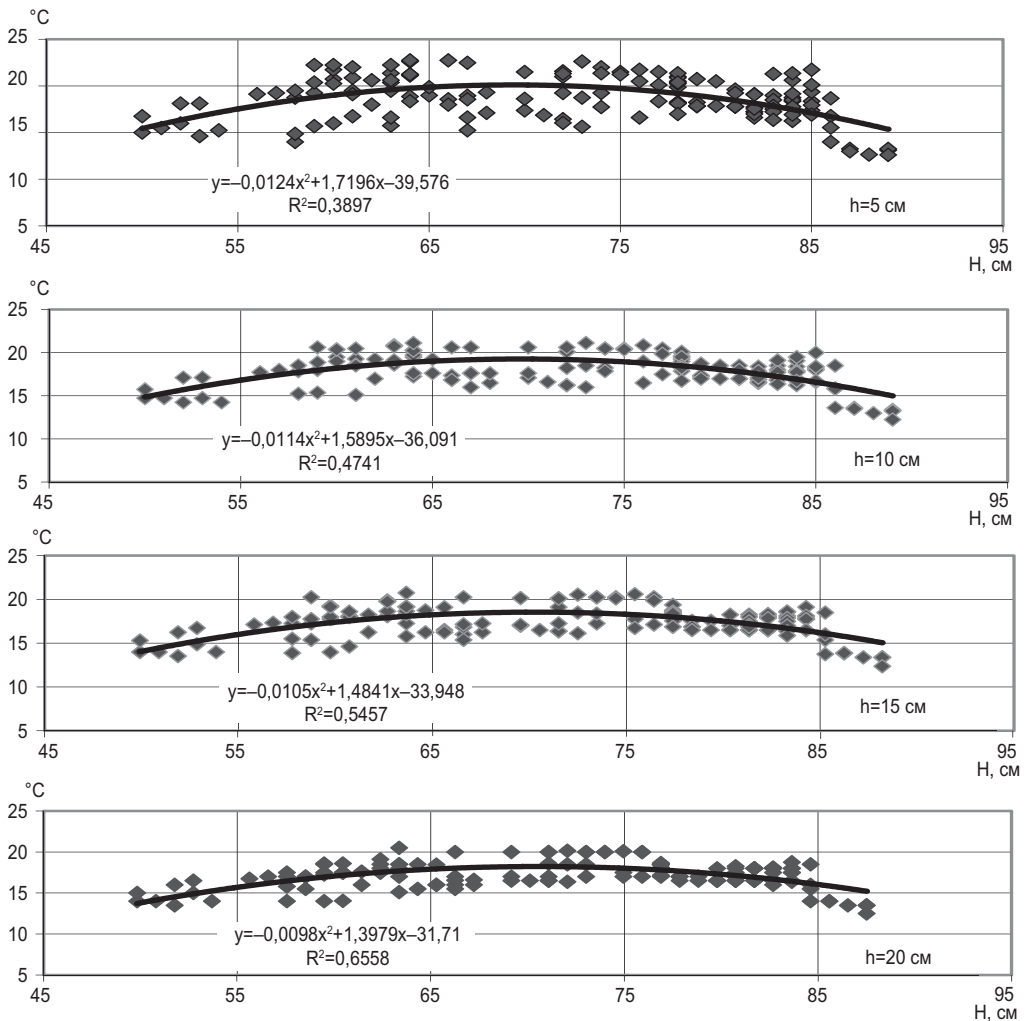 °C
25
20
15
10
5
y=–0,0124x²+1,7196x–39,576
R²=0,3897
h=5 см
45 55 65 75 85 95
Н, см
°C
25
20
15
10
5
y=–0,0114x²+1,5895x–36,091
R²=0,4741
h=10 см
45 55 65 75 85 95
Н, см
°C
25
20
15
10
5
y=–0,0105x²+1,4841x–33,948
R²=0,5457
h=15 см
45 55 65 75 85 95
Н, см
°C
25
20
15
10
5
y=–0,0098x²+1,3979x–31,71
R²=0,6558
h=20 см
45 55 65 75 85 95
Н, см